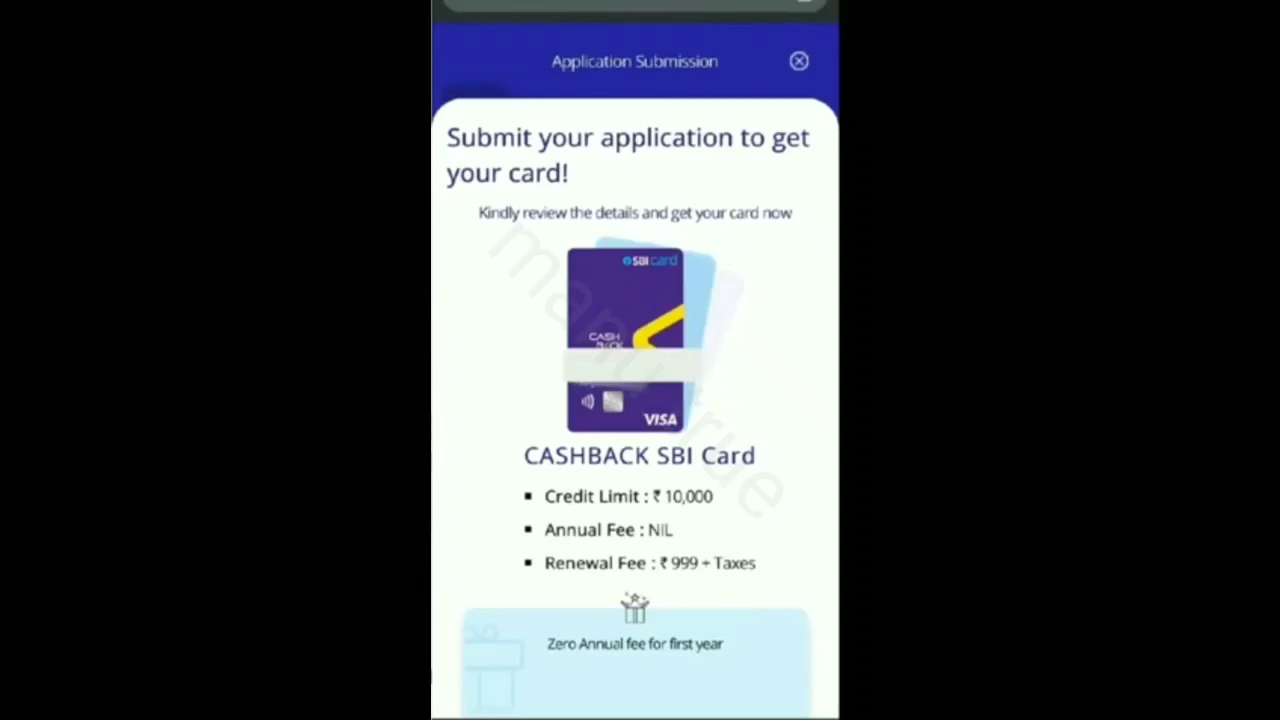 Application Submission
Submit your application to get
your card!
Kindly review the details and get your card now
SBI card
CASH
BACK
VISA
CASHBACK SBI Card
Credit Limit : ₹ 10,000
Annual Fee : NIL
Renewal Fee : ₹ 999 + Taxes
Zero Annual fee for first year